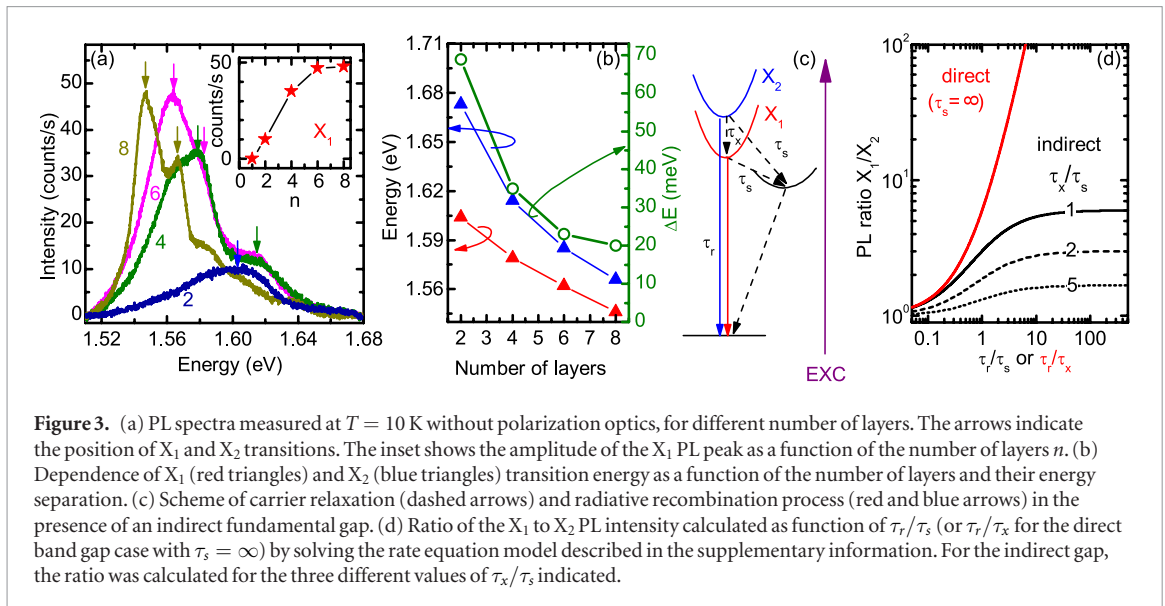 (a)
50
40
30
20
10
0
Intensity (counts/s)
1.52
1.56
1.60
1.64
1.68
Energy (eV)
8
6
4
2
50
0
counts/s
X₁
0 2 4 6 8
n
(b)
1.71
1.68
1.65
1.62
1.59
1.56
Energy (eV)
2 3 4 5 6 7 8
Number of layers
70
60
50
40
30
20
10
0
ΔE (meV)
(c)
X₂
X₁
τₓ
τₛ
τₛ
τᵣ
EXC
(d)
10²
10¹
10⁰
PL ratio X₁/X₂
direct
(τₛ=∞)
indirect
τₓ/τₛ
1
2
5
0.1 1 10 100
τᵣ/τₛ or τᵣ/τₓ
Figure 3. (a) PL spectra measured at T = 10 K without polarization optics, for different number of layers. The arrows indicate
the position of X₁ and X₂ transitions. The inset shows the amplitude of the X₁ PL peak as a function of the number of layers n. (b)
Dependence of X₁ (red triangles) and X₂ (blue triangles) transition energy as a function of the number of layers and their energy
separation. (c) Scheme of carrier relaxation (dashed arrows) and radiative recombination process (red and blue arrows) in the
presence of an indirect fundamental gap. (d) Ratio of the X₁ to X₂ PL intensity calculated as function of τᵣ/τₛ (or τᵣ/τₓ for the direct
band gap case with τₛ = ∞) by solving the rate equation model described in the supplementary information. For the indirect gap,
the ratio was calculated for the three different values of τₓ/τₛ indicated.